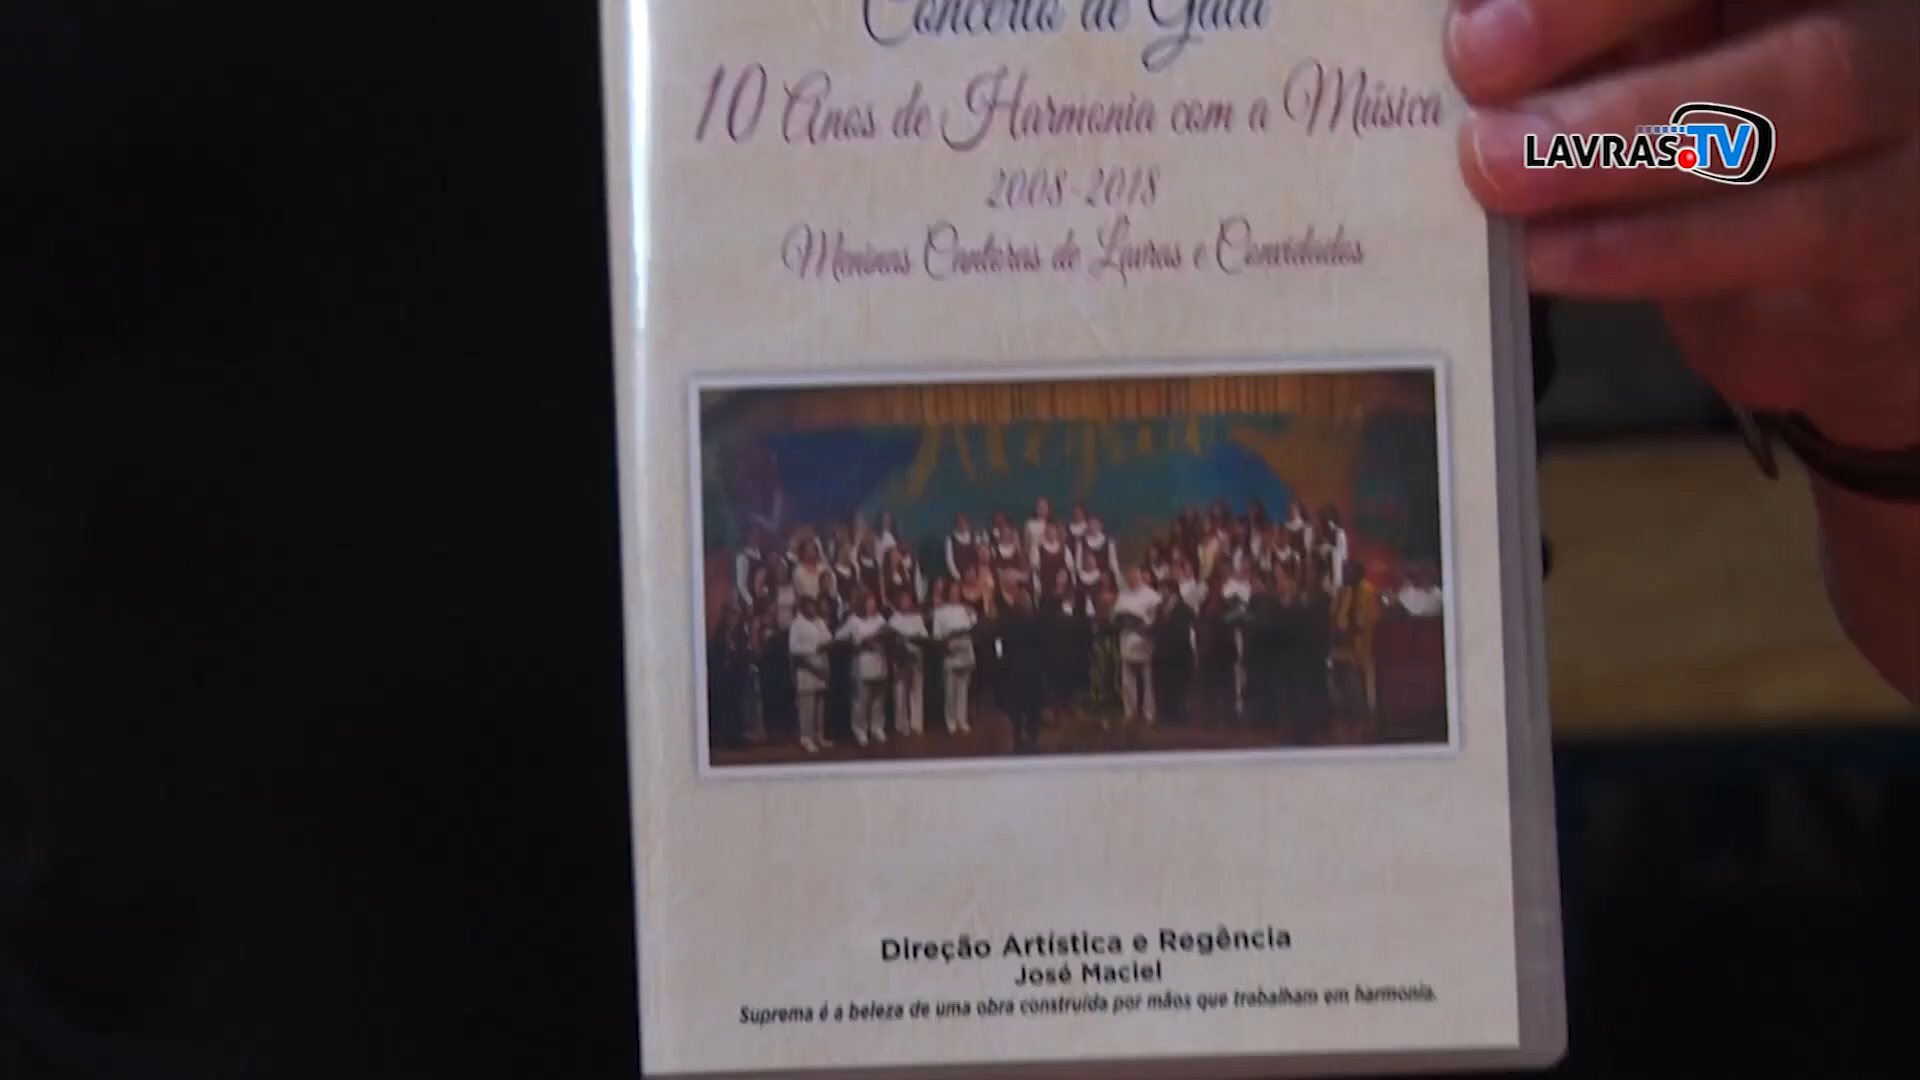 Concerto de Gala
10 Anos de Harmonia com a Música
LAVRAS.TV
2008-2018
Meninas Cantoras de Lavras e Convidados
Alegria
Direção Artística e Regência
José Maciel
Suprema é a beleza de uma obra construída por mãos que trabalham em harmonia.